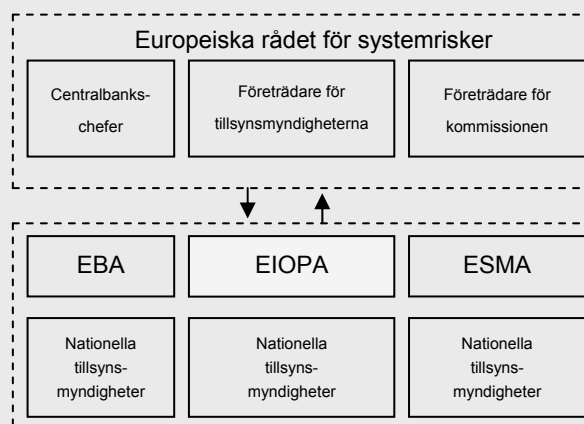 Europeiska rådet för systemrisker
Centralbanks-
chefer
Företrädare för
tillsynsmyndigheterna
Företrädare för
kommissionen
EBA
EIOPA
ESMA
Nationella
tillsyns-
myndigheter
Nationella
tillsyns-
myndigheter
Nationella
tillsyns-
myndigheter